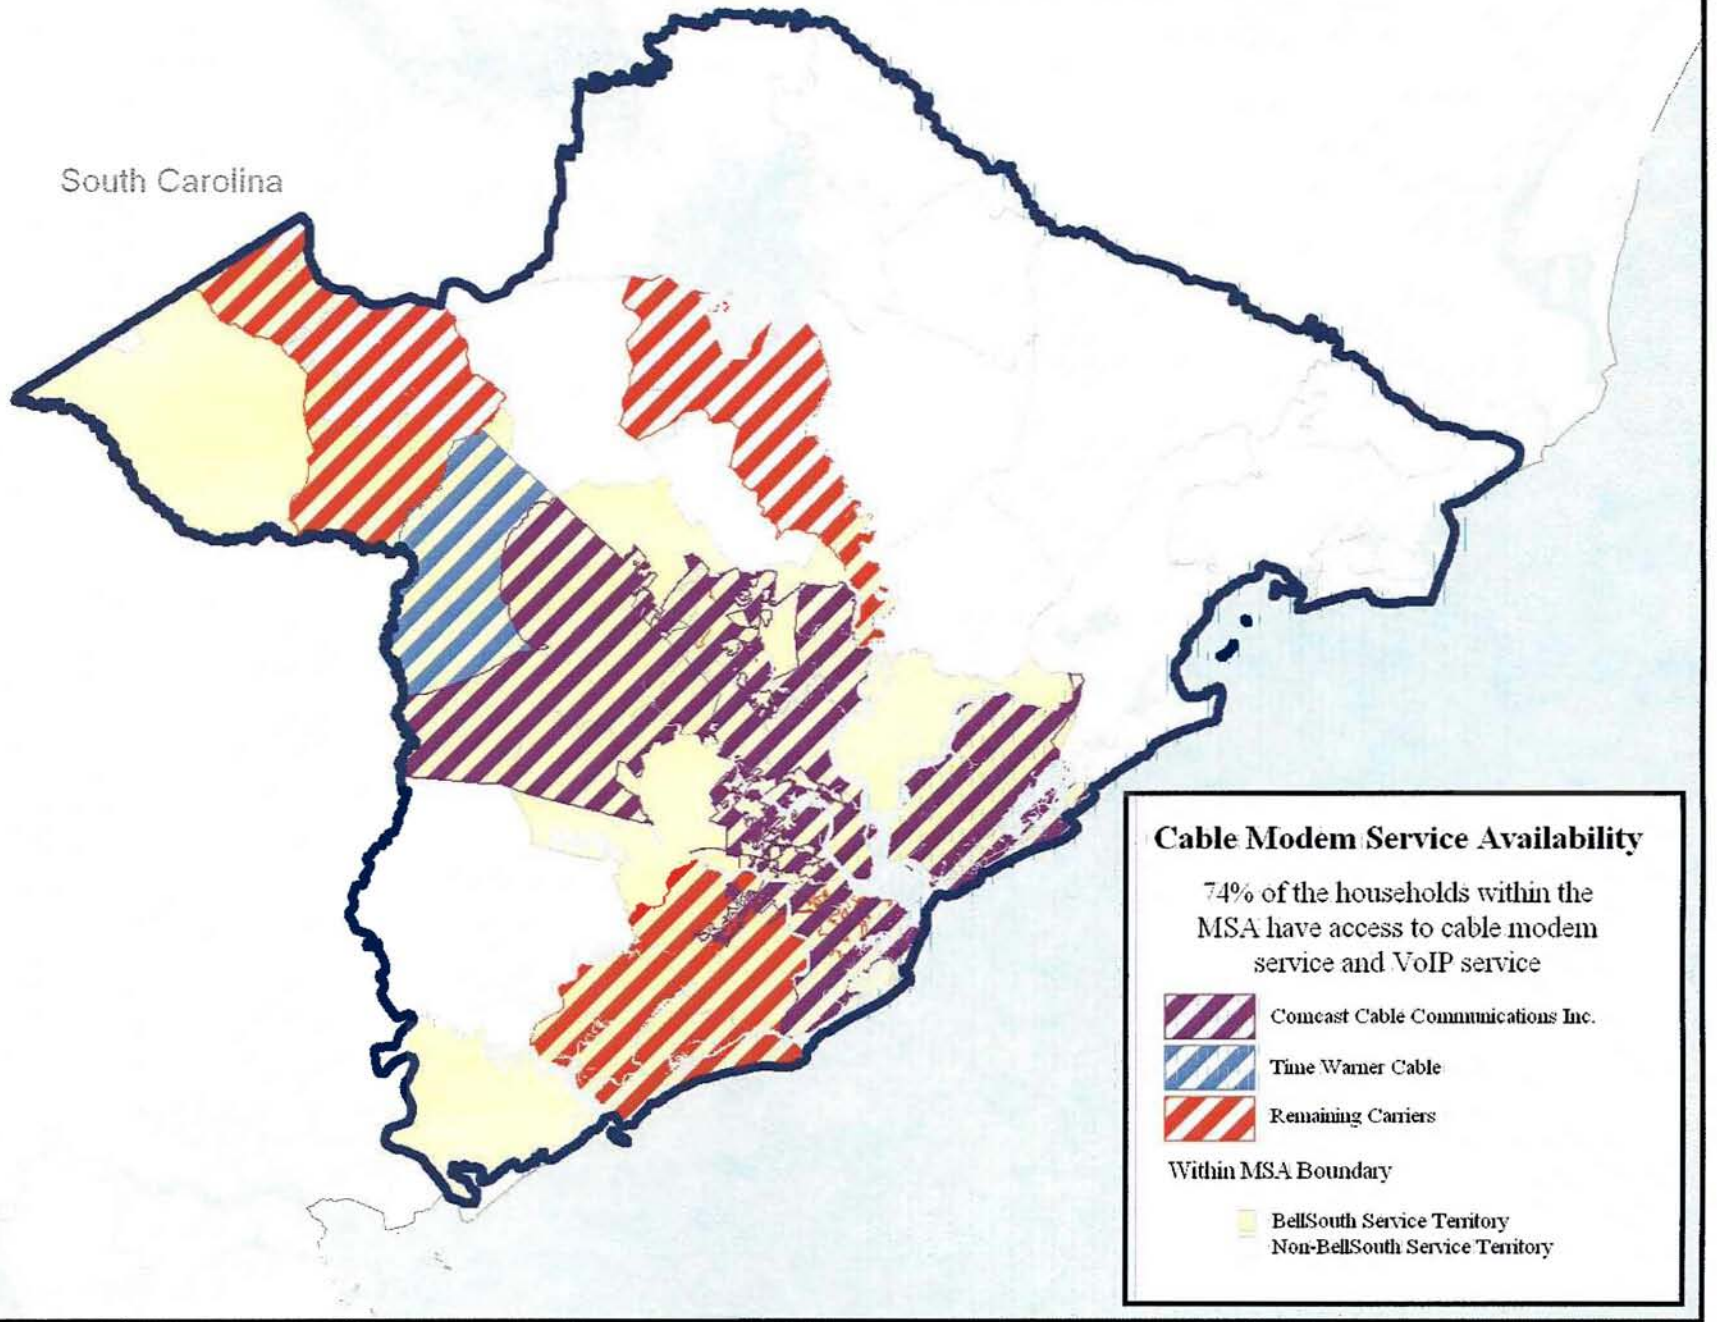 South Carolina
Cable Modem Service Availability
74% of the households within the
MSA have access to cable modem
service and VoIP service
Comcast Cable Communications Inc.
Time Warner Cable
Remaining Carriers
Within MSA Boundary
BellSouth Service Territory
Non-BellSouth Service Territory